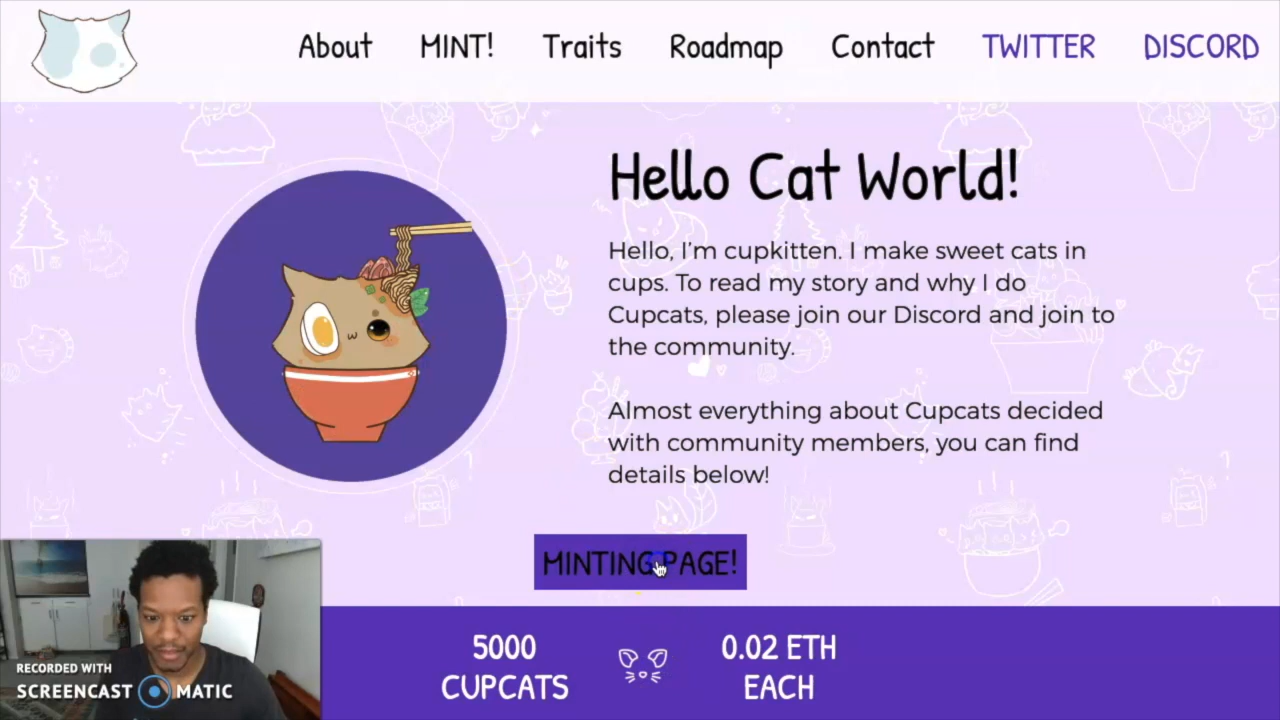 About MINT! Traits Roadmap Contact TWITTER DISCORD
Hello Cat World!
Hello, I'm cupkitten. I make sweet cats in
cups. To read my story and why I do
Cupcats, please join our Discord and join to
the community.
Almost everything about Cupcats decided
with community members, you can find
details below!
MINTING PAGE!
5000
CUPCATS
0.02 ETH
EACH
RECORDED WITH
SCREENCAST MATIC